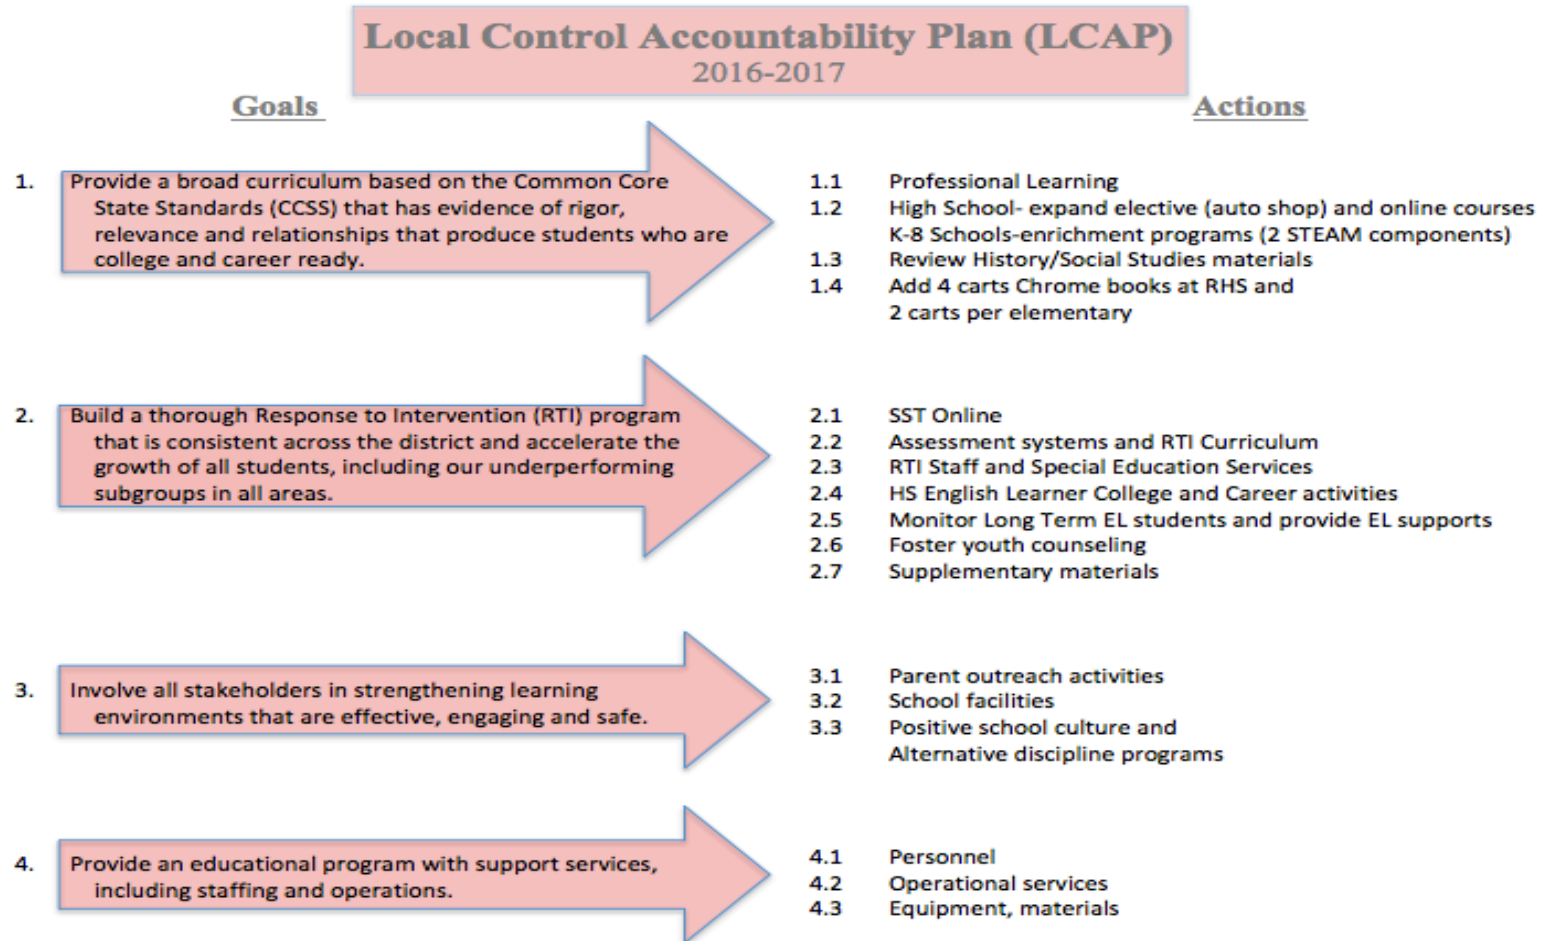 Local Control Accountability Plan (LCAP)
2016-2017
Goals
Actions
1. Provide a broad curriculum based on the Common Core
State Standards (CCSS) that has evidence of rigor,
relevance and relationships that produce students who are
college and career ready.
1.1 Professional Learning
1.2 High School- expand elective (auto shop) and online courses
K-8 Schools-enrichment programs (2 STEAM components)
1.3 Review History/Social Studies materials
1.4 Add 4 carts Chrome books at RHS and
2 carts per elementary
2. Build a thorough Response to Intervention (RTI) program
that is consistent across the district and accelerate the
growth of all students, including our underperforming
subgroups in all areas.
2.1 SST Online
2.2 Assessment systems and RTI Curriculum
2.3 RTI Staff and Special Education Services
2.4 HS English Learner College and Career activities
2.5 Monitor Long Term EL students and provide EL supports
2.6 Foster youth counseling
2.7 Supplementary materials
3. Involve all stakeholders in strengthening learning
environments that are effective, engaging and safe.
3.1 Parent outreach activities
3.2 School facilities
3.3 Positive school culture and
Alternative discipline programs
4. Provide an educational program with support services,
including staffing and operations.
4.1 Personnel
4.2 Operational services
4.3 Equipment, materials